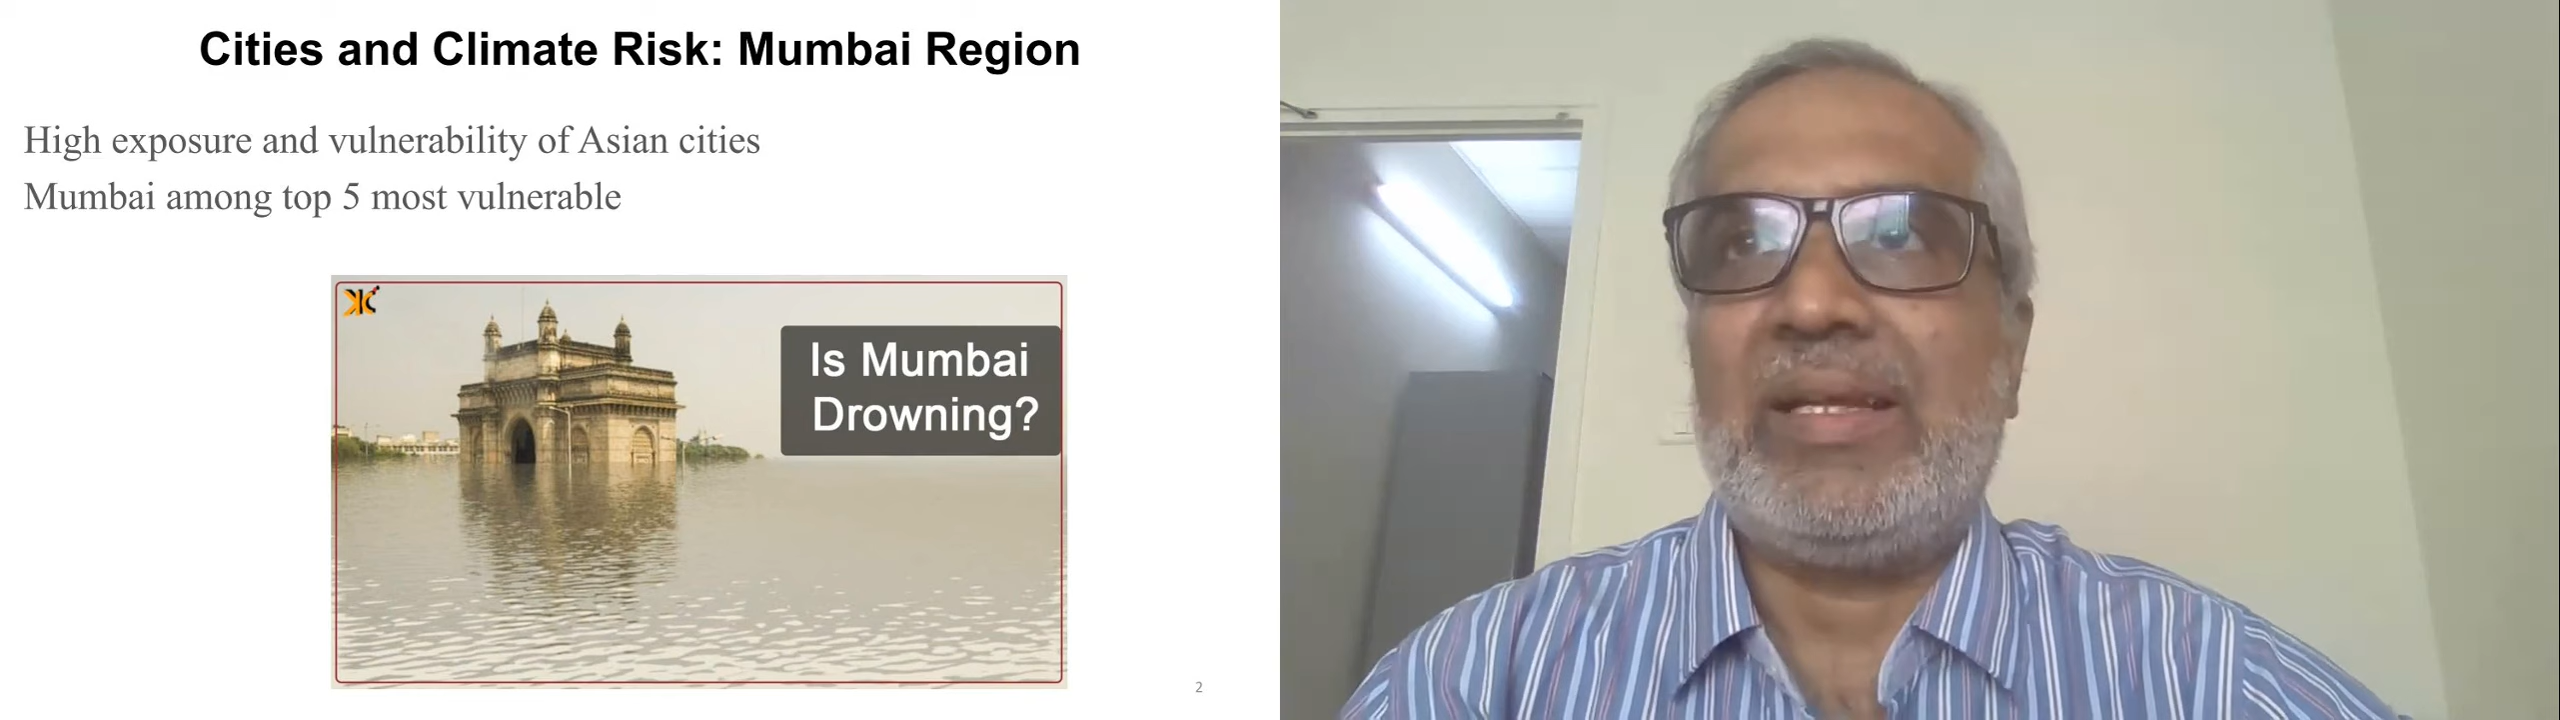 Cities and Climate Risk: Mumbai Region
High exposure and vulnerability of Asian cities
Mumbai among top 5 most vulnerable
Is Mumbai
Drowning?
2